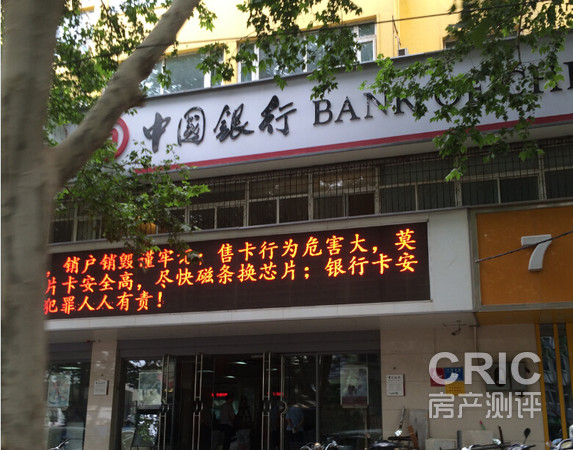 中國銀行 BANK OF CHI
销户销毁谨牢记；售卡行为危害大，莫
片卡安全高，尽快磁条换芯片；银行卡安
犯罪人人有责！
7
CRIC
房产测评